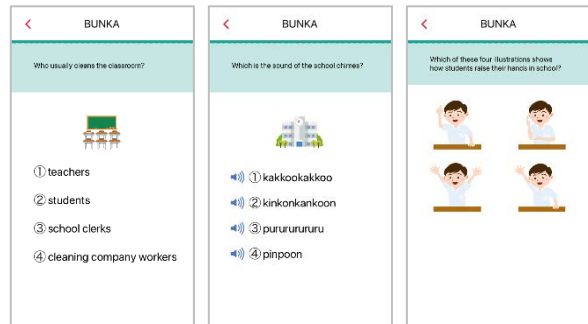 BUNKA
Who usually cleans the classroom?
① teachers
② students
③ school clerks
④ cleaning company workers
BUNKA
Which is the sound of the school chimes?
① kakkookakkoo
② kinkonkankoon
③ purururururu
④ pinpoon
BUNKA
Which of these four illustrations shows
how students raise their hands in school?